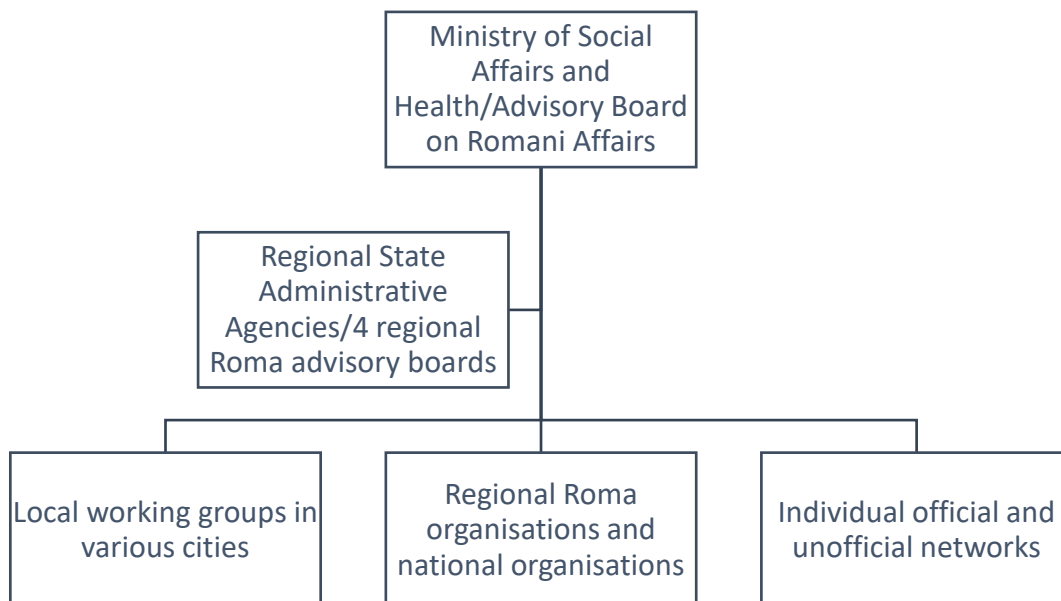 Ministry of Social
Affairs and
Health/Advisory Board
on Romani Affairs
Regional State
Administrative
Agencies/4 regional
Roma advisory boards
Local working groups in
various cities
Regional Roma
organisations and
national organisations
Individual official and
unofficial networks